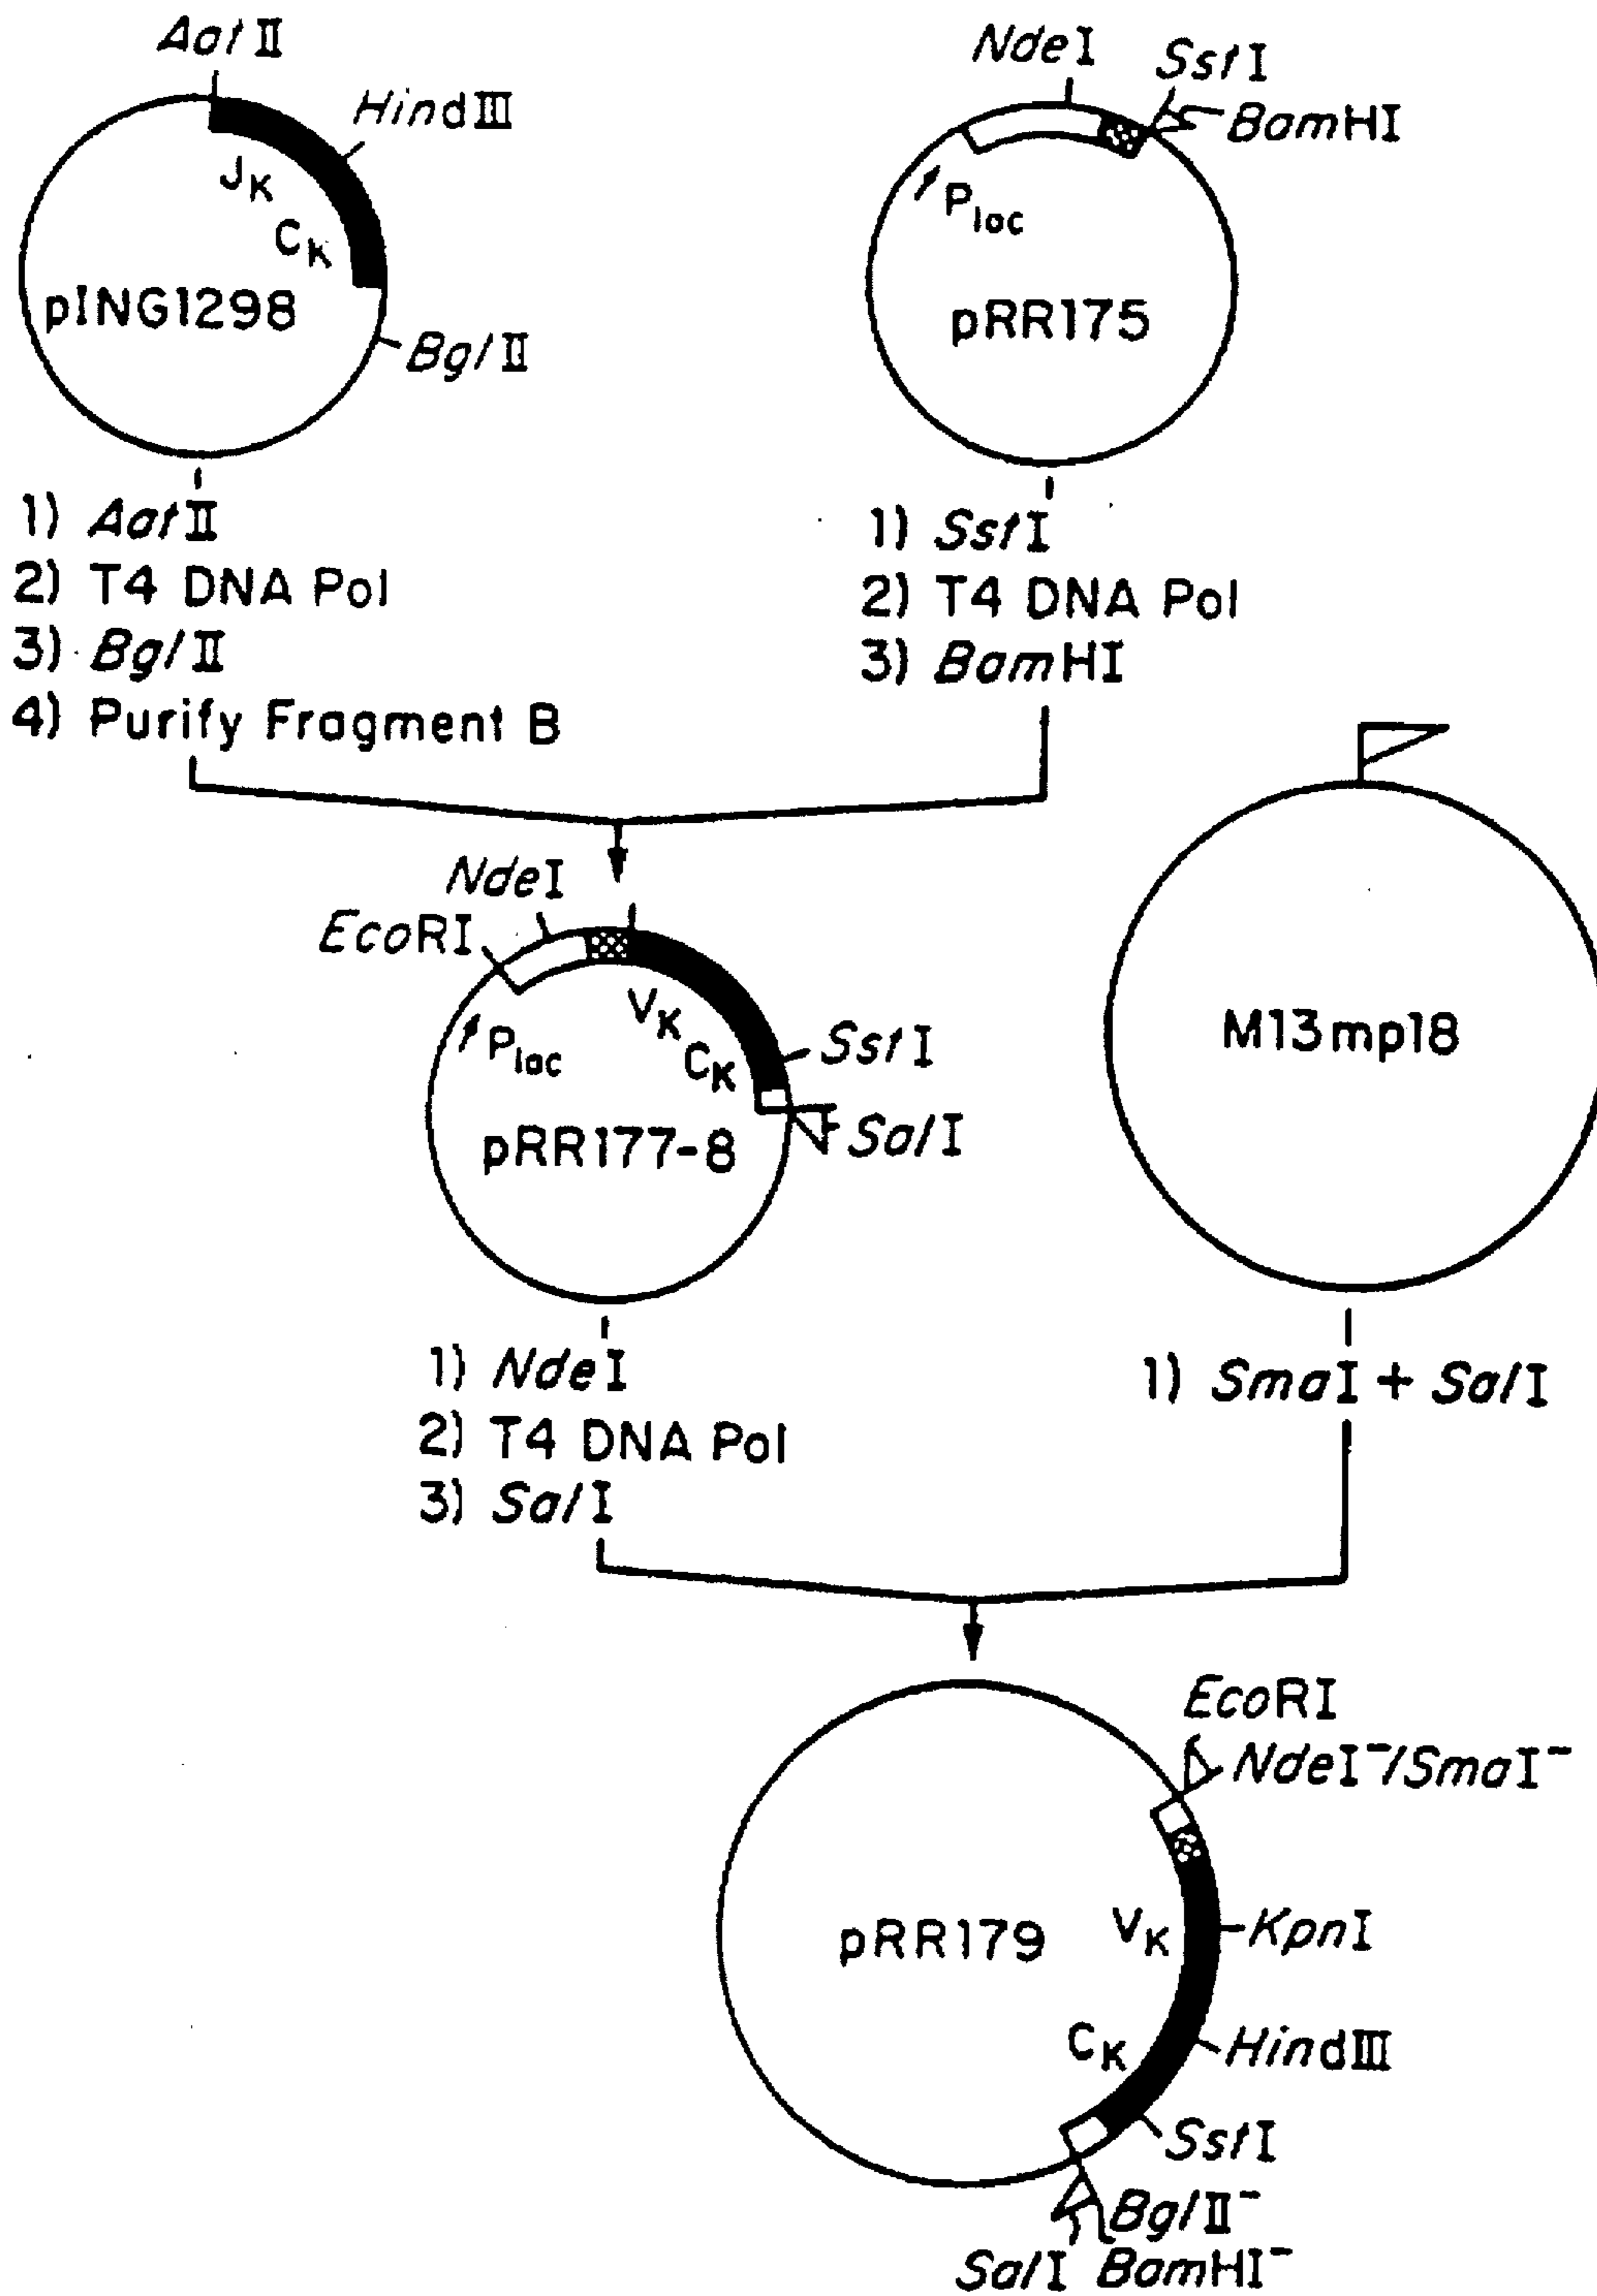 AatII
HindIII
JK
CK
pING1298
BglII
1) AatII
2) T4 DNA Pol
3) BglII
4) Purify Fragment B
NdeI
SstI
BamHI
Plac
pRR175
1) SstI
2) T4 DNA Pol
3) BamHI
NdeI
EcoRI
VK
CK
Plac
SstI
SalI
pRR177-8
M13mp18
1) NdeI
2) T4 DNA Pol
3) SalI
1) SmaI + SalI
EcoRI
NdeI⁻/SmaI⁻
VK
KpnI
pRR179
CK
HindIII
SstI
BglII⁻
SalI BamHI⁻